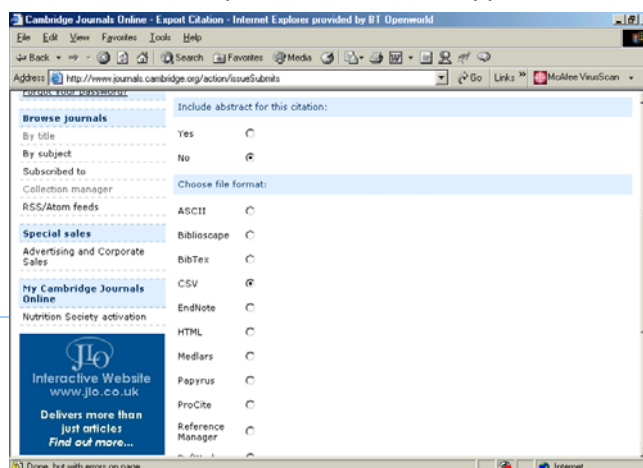 Cambridge Journals Online - Export Citation - Internet Explorer provided by BT Openworld
File Edit View Favorites Tools Help
Back Search Favorites Media
Address http://www.journals.cambridge.org/action/issueSubmits Go Links » McAfee VirusScan
Forgot your password?
Browse journals
By title
By subject
Subscribed to
Collection manager
RSS/Atom feeds
Special sales
Advertising and Corporate
Sales
My Cambridge Journals
Online
Nutrition Society activation
JLO
Interactive Website
www.jlo.co.uk
Delivers more than
just articles
Find out more...
Include abstract for this citation:
Yes
No
Choose file format:
ASCII
Biblioscape
BibTex
CSV
EndNote
HTML
Medlars
Papyrus
ProCite
Reference
Manager
Done, but with errors on page.
Internet